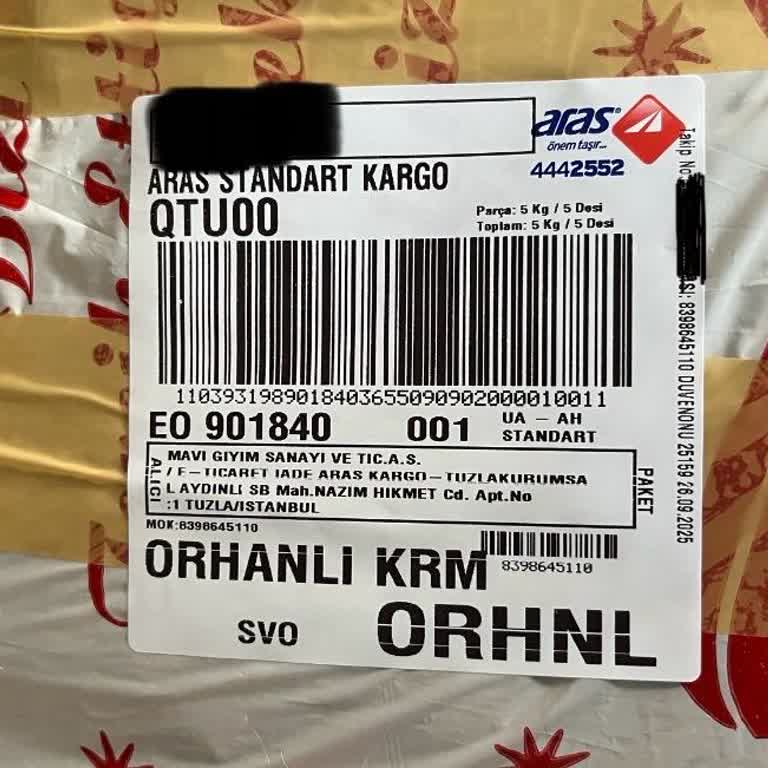 aras®
önem taşır...
4442552
ARAS STANDART KARGO
QTU00
Parça: 5 Kg / 5 Desi
Toplam: 5 Kg / 5 Desi
11039319890184036550909020000010011
EO 901840 001 UA - AH
STANDART
ALICI
MAVI GIYIM SANAYI VE TIC.A.S.
/ E-TICARET IADE ARAS KARGO-TUZLAKURUMSA
L AYDINLI SB Mah.NAZIM HIKMET Cd. Apt.No
:1 TUZLA/ISTANBUL
PAKET
MOK:8398645110
8398645110
ORHANLI KRM
SVO ORHNL
Takip No
SI: 8398645110 DUVENONU 25159 26.09.2025